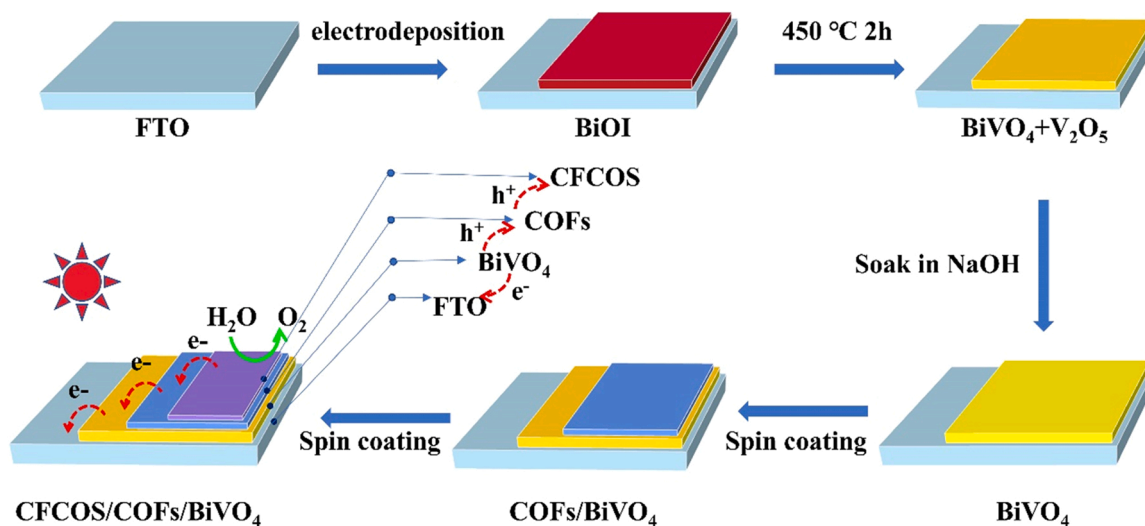 electrodeposition
450 °C 2h
FTO
BiOI
BiVO₄+V₂O₅
CFCOS
h⁺
COFs
h⁺
BiVO₄
e⁻
FTO
Soak in NaOH
H₂O
O₂
e-
e-
e-
Spin coating
Spin coating
CFCOS/COFs/BiVO₄
COFs/BiVO₄
BiVO₄